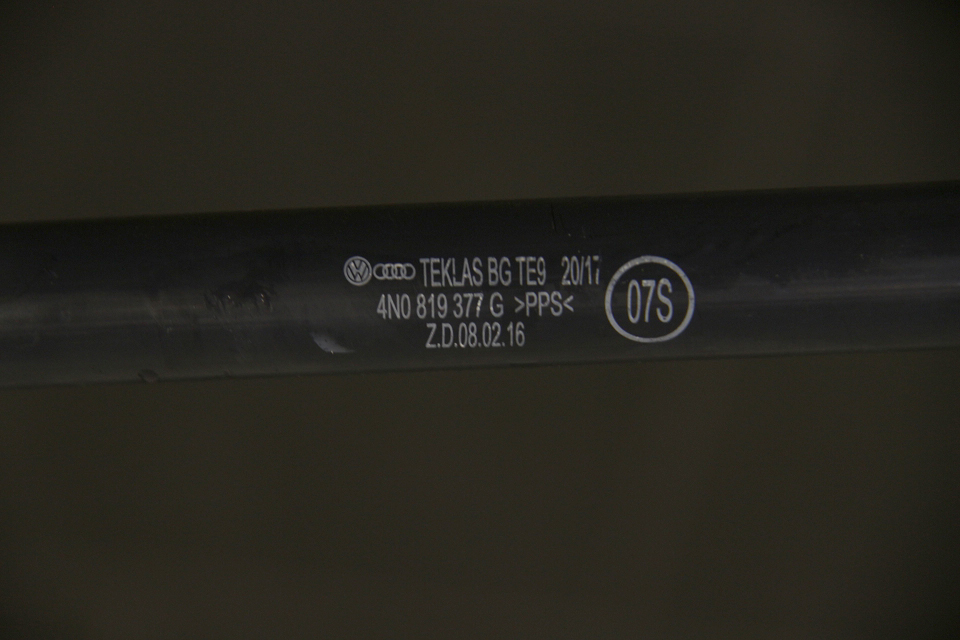 TEKLAS BG TE9 20/17
4N0 819 377 G >PPS<
Z.D.08.02.16
07S